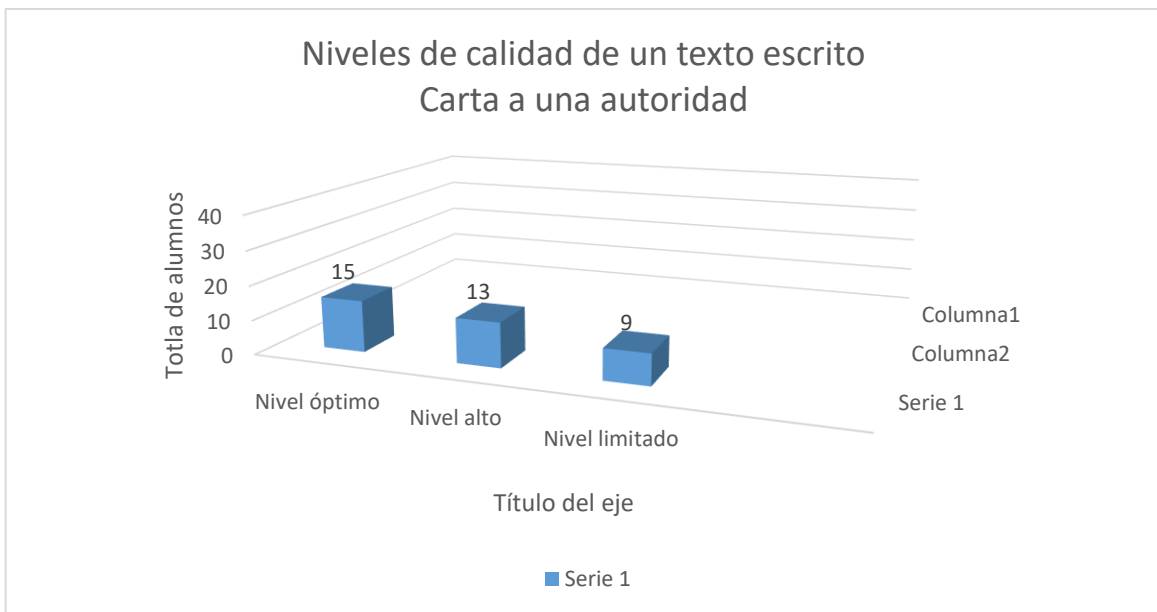 Niveles de calidad de un texto escrito
Carta a una autoridad
Totla de alumnos
40
30
20
10
0
15
13
9
Nivel óptimo
Nivel alto
Nivel limitado
Columna1
Columna2
Serie 1
Título del eje
Serie 1